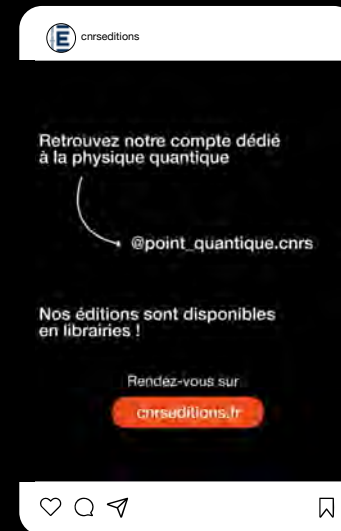 E cnrseditions
Retrouvez notre compte dédié
à la physique quantique
@point_quantique.cnrs
Nos éditions sont disponibles
en librairies !
Rendez-vous sur
cnrseditions.fr